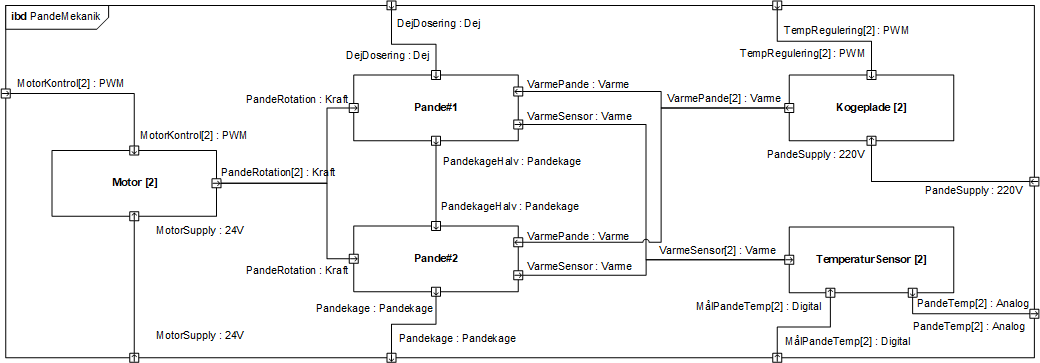 ibd PandeMekanik
DejDosering : Dej
TempRegulering[2] : PWM
DejDosering : Dej
TempRegulering[2] : PWM
MotorKontrol[2] : PWM
PandeRotation : Kraft
Pande#1
VarmePande : Varme
VarmePande[2] : Varme
Kogeplade [2]
VarmeSensor : Varme
MotorKontrol[2] : PWM
PandekageHalv : Pandekage
PandeSupply : 220V
Motor [2]
PandeRotation[2] : Kraft
PandeSupply : 220V
PandekageHalv : Pandekage
MotorSupply : 24V
VarmePande : Varme
VarmeSensor[2] : Varme
Pande#2
TemperaturSensor [2]
PandeRotation : Kraft
VarmeSensor : Varme
Pandekage : Pandekage
MålPandeTemp[2] : Digital
PandeTemp[2] : Analog
PandeTemp[2] : Analog
MotorSupply : 24V
Pandekage : Pandekage
MålPandeTemp[2] : Digital